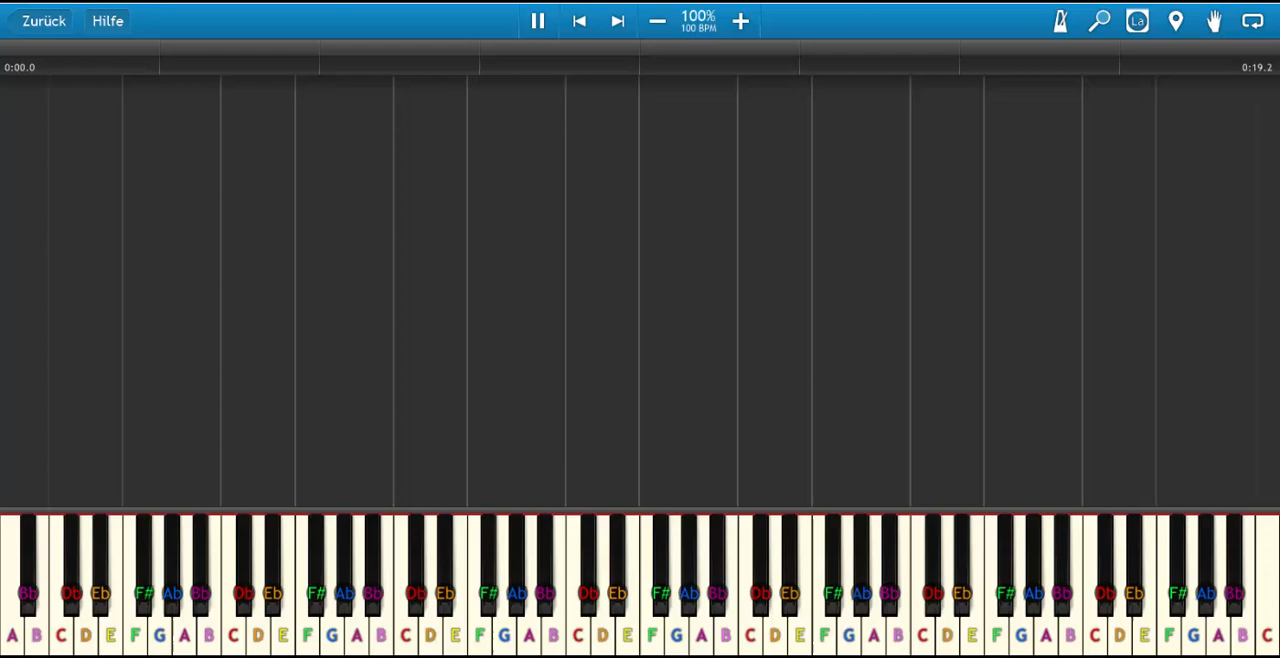 Zurück Hilfe 100%
100 BPM
La
0:00.0 0:19.2
Bb Db Eb F# Ab Bb Db Eb F# Ab Bb Db Eb F# Ab Bb Db Eb F# Ab Bb Db Eb F# Ab Bb Db Eb F# Ab Bb Db Eb F# Ab Bb
A B C D E F G A B C D E F G A B C D E F G A B C D E F G A B C D E F G A B C D E F G A B C D E F G A B C